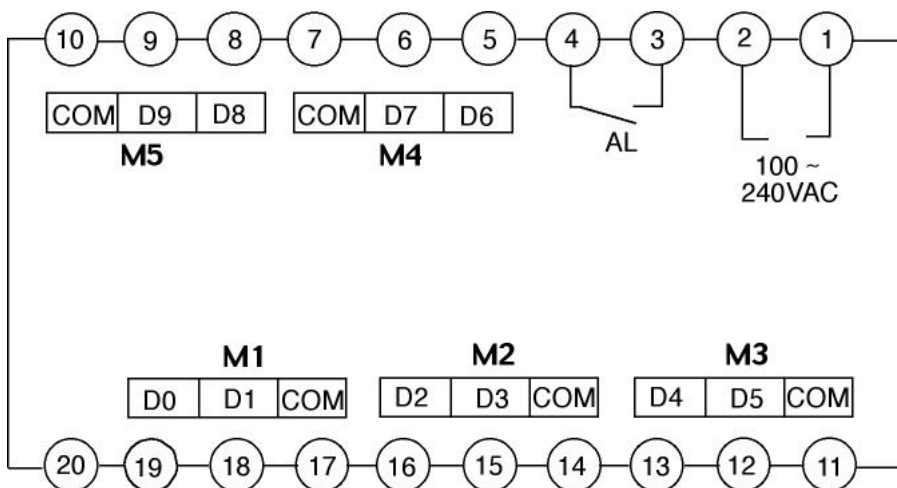 10 9 8 7 6 5 4 3 2 1
COM D9 D8 COM D7 D6
M5 M4 AL
100 ~
240VAC
M1 M2 M3
D0 D1 COM D2 D3 COM D4 D5 COM
20 19 18 17 16 15 14 13 12 11